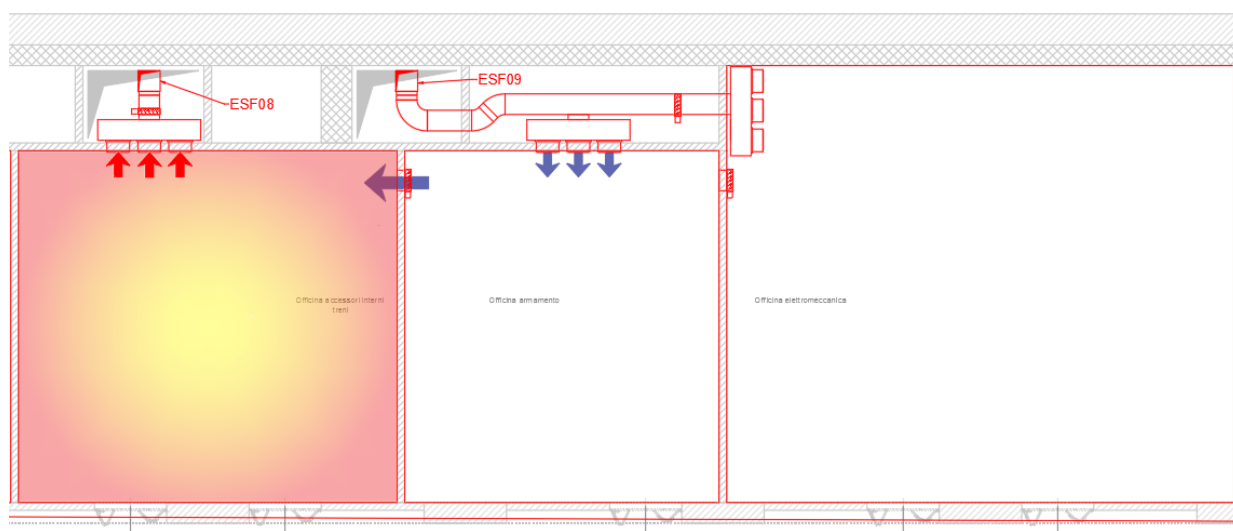 ESF09
ESF08
Officina accessori interni
treni
Officina armamento
Officina elettromeccanica